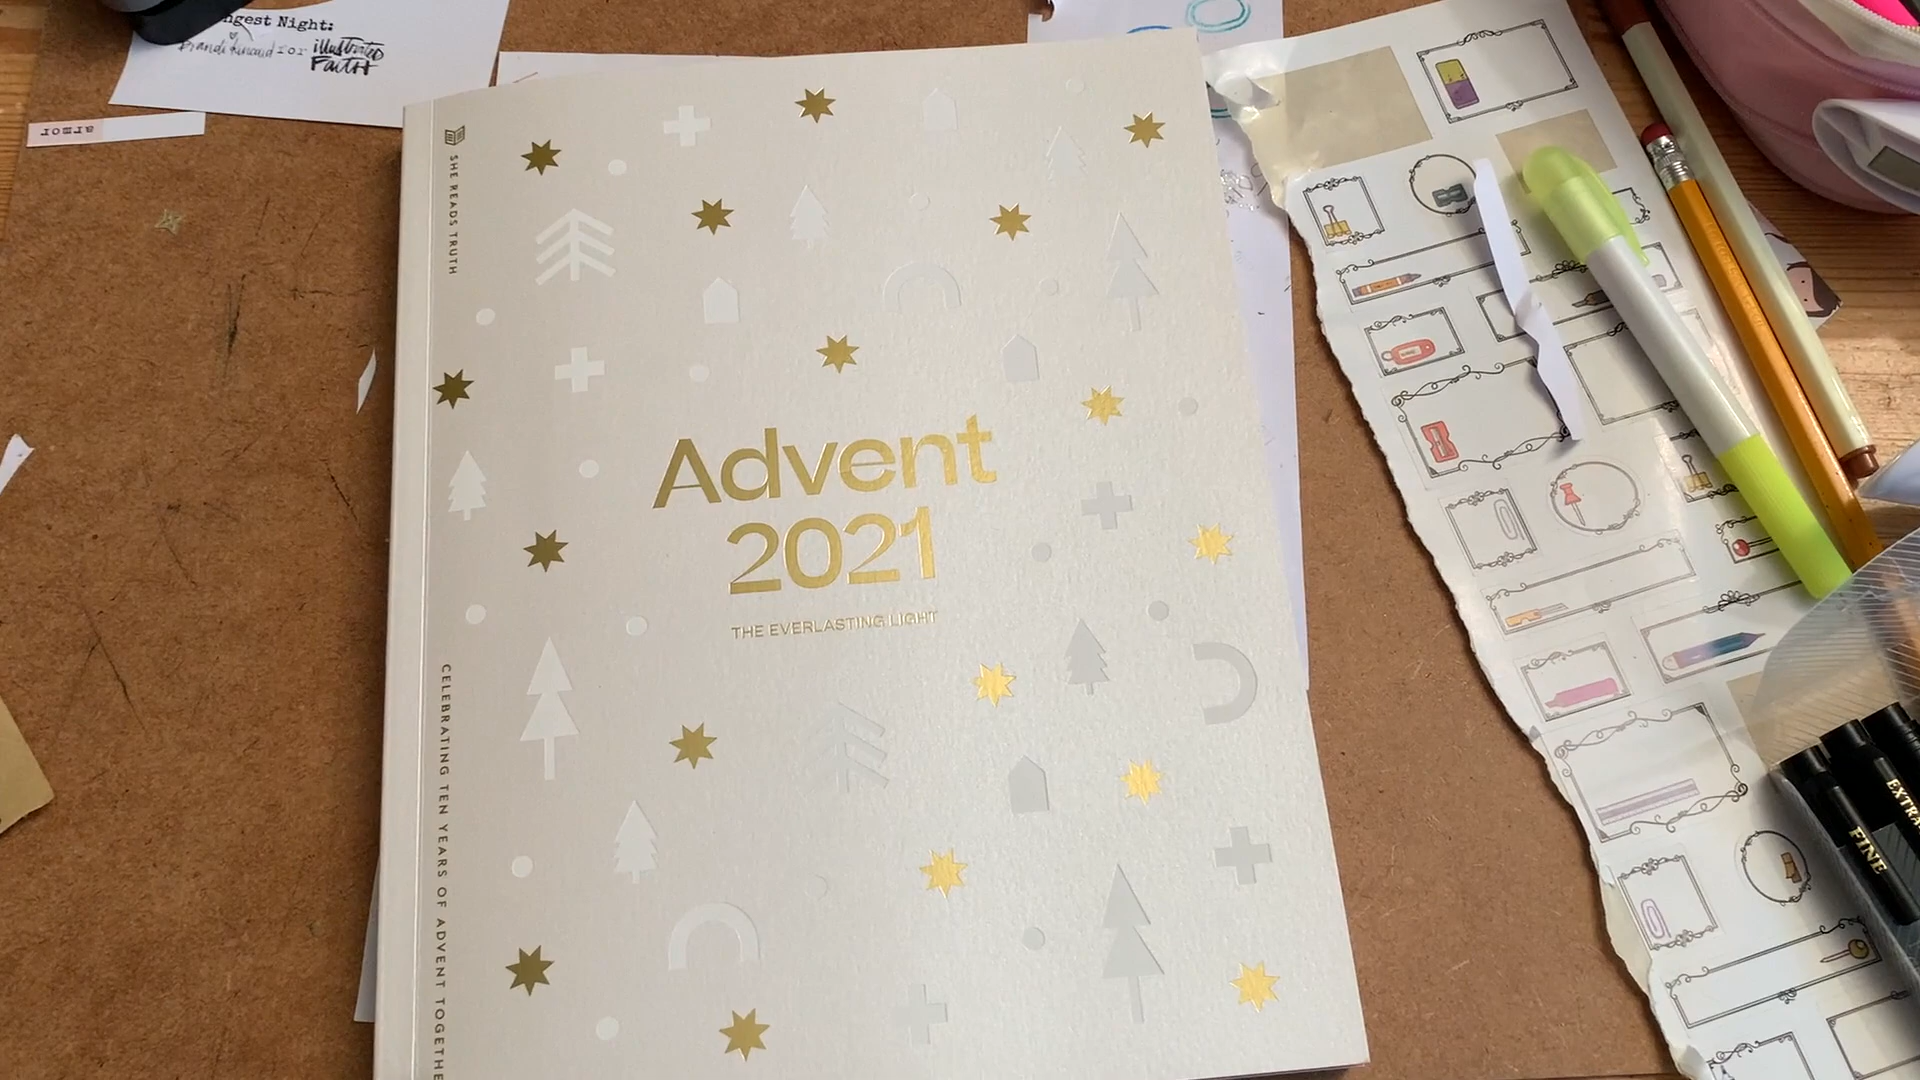 ngest Night:
illustrated
Faith
armor
SHE READS TRUTH
Advent
2021
THE EVERLASTING LIGHT
CELEBRATING TEN YEARS OF ADVENT TOGETHE
EXTRA
FINE